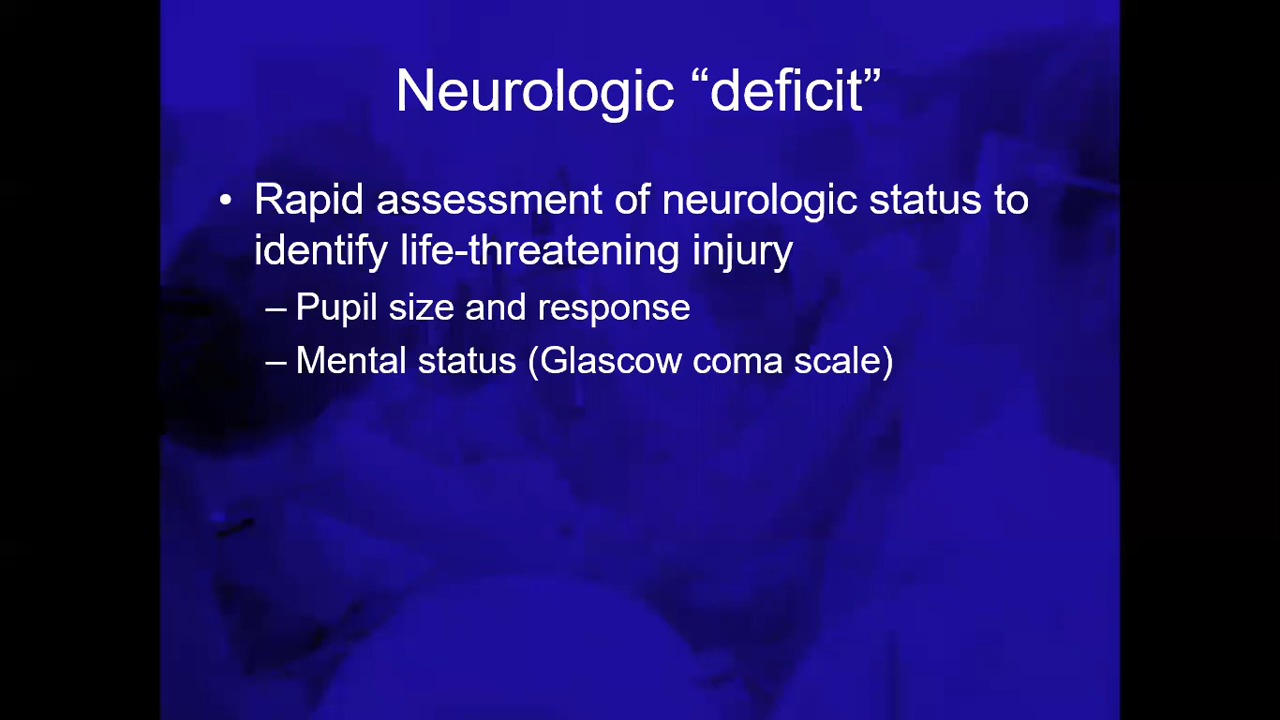 Neurologic “deficit”
• Rapid assessment of neurologic status to
identify life-threatening injury
– Pupil size and response
– Mental status (Glascow coma scale)